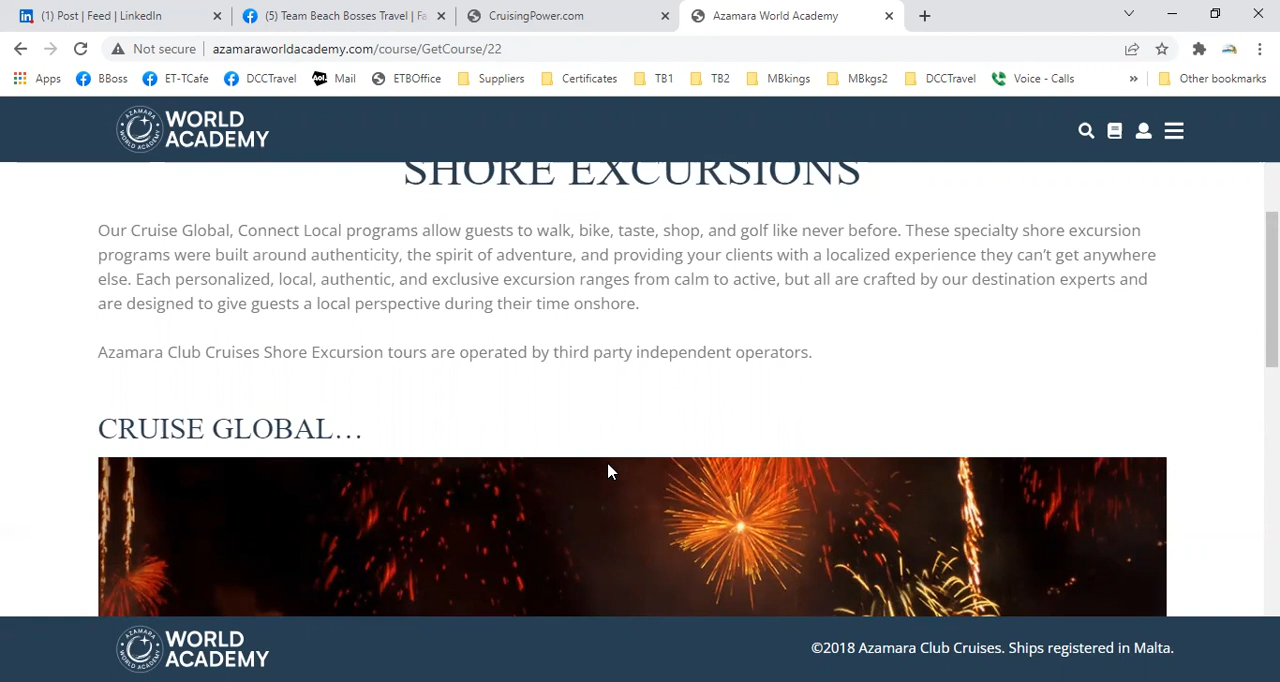 (1) Post | Feed | LinkedIn
(5) Team Beach Bosses Travel | Fa
CruisingPower.com
Azamara World Academy
Not secure
azamaraworldacademy.com/course/GetCourse/22
Apps
BBoss
ET-TCafe
DCCTravel
Aol. Mail
ETBOffice
Suppliers
Certificates
TB1
TB2
MBkings
MBkgs2
DCCTravel
Voice - Calls
»
Other bookmarks
AZAMARA WORLD ACADEMY
WORLD
ACADEMY
SHORE EXCURSIONS
Our Cruise Global, Connect Local programs allow guests to walk, bike, taste, shop, and golf like never before. These specialty shore excursion
programs were built around authenticity, the spirit of adventure, and providing your clients with a localized experience they can’t get anywhere
else. Each personalized, local, authentic, and exclusive excursion ranges from calm to active, but all are crafted by our destination experts and
are designed to give guests a local perspective during their time onshore.
Azamara Club Cruises Shore Excursion tours are operated by third party independent operators.
CRUISE GLOBAL…
AZAMARA WORLD ACADEMY
WORLD
ACADEMY
©2018 Azamara Club Cruises. Ships registered in Malta.